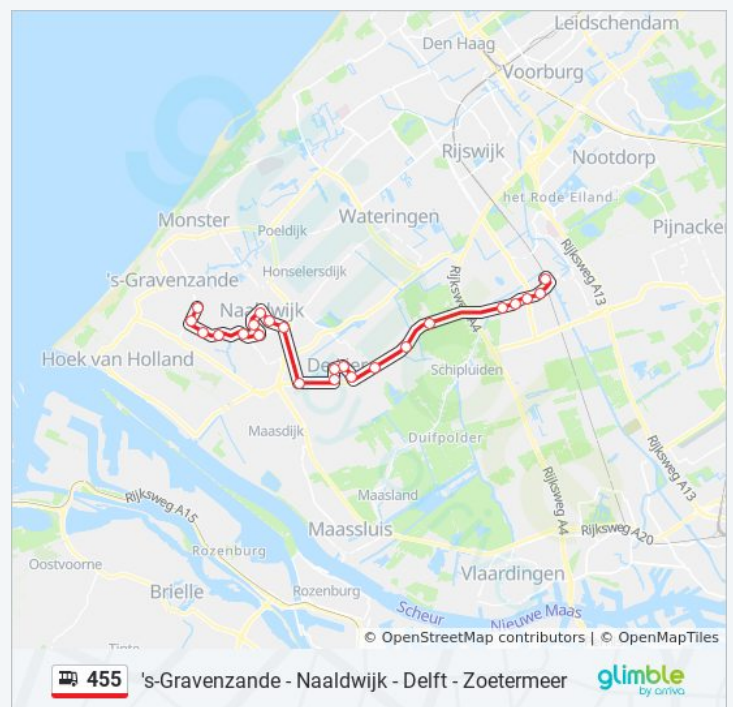 Leidschendam
Den Haag
Voorburg
Rijswijk
Nootdorp
het Rode Elland
Monster
Wateringen
Poeldijk
Pijnacker
Rijksweg A13
's-Gravenzande
Honselersdijk
Rijksweg A4
Naaldwijk
Hoek van Holland
Schipluiden
Maasdijk
Duifpolder
Rijksweg A13
Maasland
Rijksweg A15
Rijksweg A4
Maassluis
Rijksweg A20
Rozenburg
Oostvoorne
Vlaardingen
Brielle
Rozenburg
Scheur
Nieuwe Maas
© OpenStreetMap contributors | © OpenMapTiles
455 's-Gravenzande - Naaldwijk - Delft - Zoetermeer
glimble
by arriva